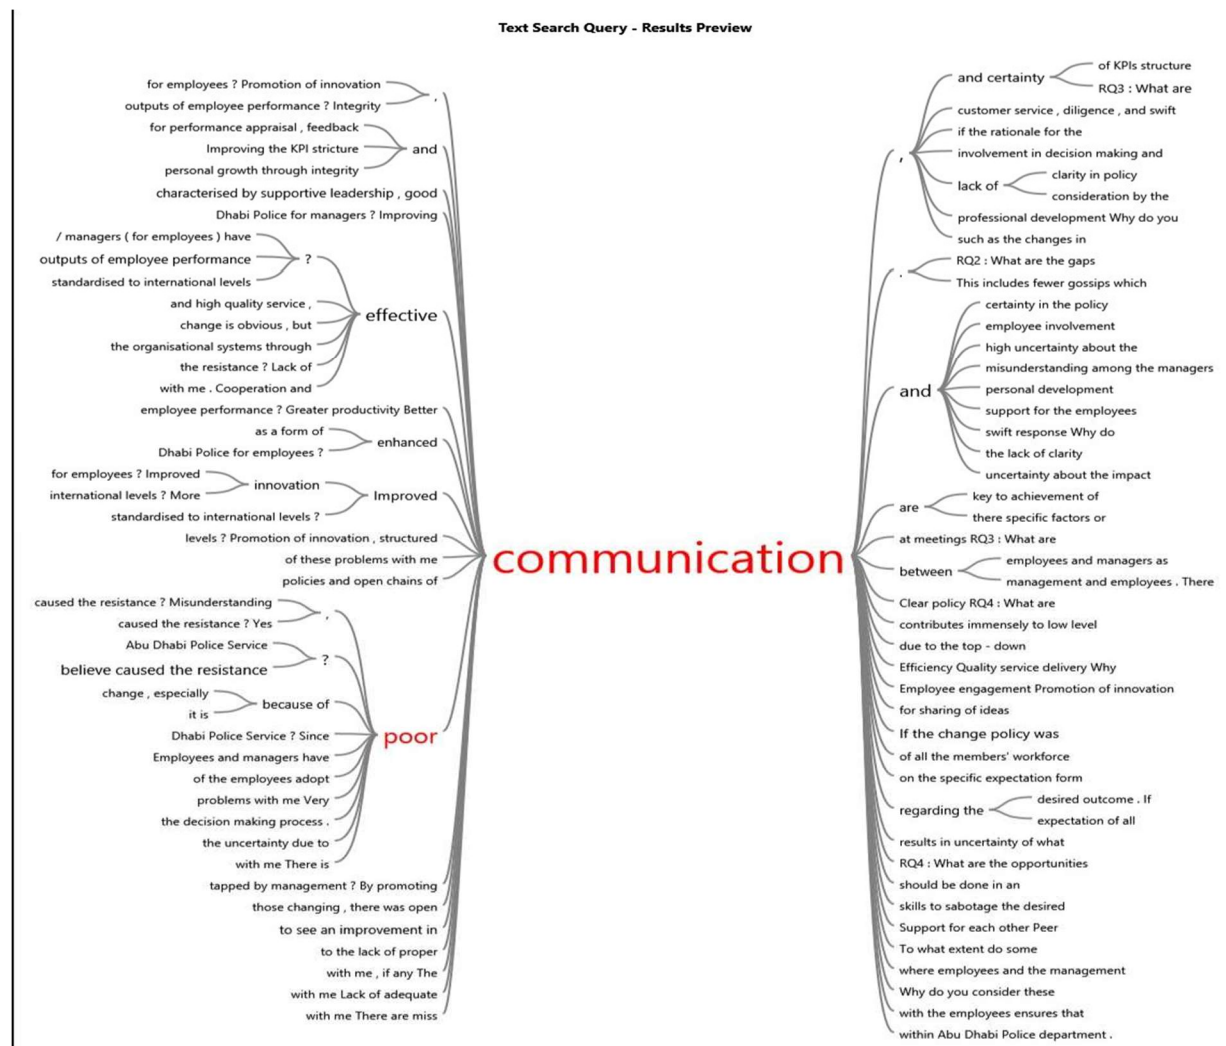 Text Search Query - Results Preview
for employees ? Promotion of innovation
outputs of employee performance ? Integrity
,
for performance appraisal , feedback
Improving the KPI stricture
personal growth through integrity
and
characterised by supportive leadership , good
Dhabi Police for managers ? Improving
/ managers ( for employees ) have
outputs of employee performance
standardised to international levels
?
and high quality service ,
change is obvious , but
the organisational systems through
the resistance ? Lack of
with me . Cooperation and
effective
employee performance ? Greater productivity Better
as a form of
Dhabi Police for employees ?
enhanced
for employees ? Improved
international levels ? More
innovation
standardised to international levels ?
Improved
levels ? Promotion of innovation , structured
of these problems with me
policies and open chains of
caused the resistance ? Misunderstanding
caused the resistance ? Yes
,
Abu Dhabi Police Service
believe caused the resistance
?
change , especially
it is
because of
Dhabi Police Service ? Since
Employees and managers have
of the employees adopt
problems with me Very
the decision making process .
the uncertainty due to
with me There is
poor
tapped by management ? By promoting
those changing , there was open
to see an improvement in
to the lack of proper
with me , if any The
with me Lack of adequate
with me There are miss
communication
,
and certainty
of KPIs structure
RQ3 : What are
customer service , diligence , and swift
if the rationale for the
involvement in decision making and
lack of
clarity in policy
consideration by the
professional development Why do you
such as the changes in
.
RQ2 : What are the gaps
This includes fewer gossips which
and
certainty in the policy
employee involvement
high uncertainty about the
misunderstanding among the managers
personal development
support for the employees
swift response Why do
the lack of clarity
uncertainty about the impact
are
key to achievement of
there specific factors or
at meetings RQ3 : What are
between
employees and managers as
management and employees . There
Clear policy RQ4 : What are
contributes immensely to low level
due to the top - down
Efficiency Quality service delivery Why
Employee engagement Promotion of innovation
for sharing of ideas
If the change policy was
of all the members' workforce
on the specific expectation form
regarding the
desired outcome . If
expectation of all
results in uncertainty of what
RQ4 : What are the opportunities
should be done in an
skills to sabotage the desired
Support for each other Peer
To what extent do some
where employees and the management
Why do you consider these
with the employees ensures that
within Abu Dhabi Police department .